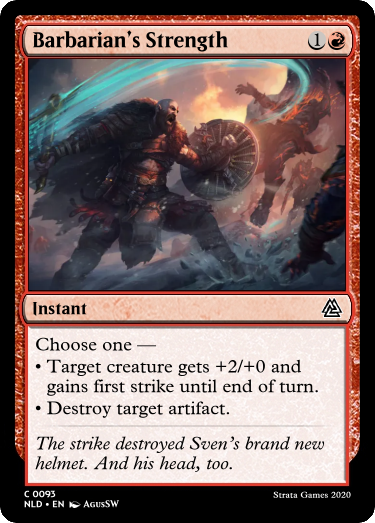 Barbarian's Strength 1
Instant
Choose one —
• Target creature gets +2/+0 and
gains first strike until end of turn.
• Destroy target artifact.
The strike destroyed Sven's brand new
helmet. And his head, too.
C 0093
NLD • EN AgusSW
Strata Games 2020